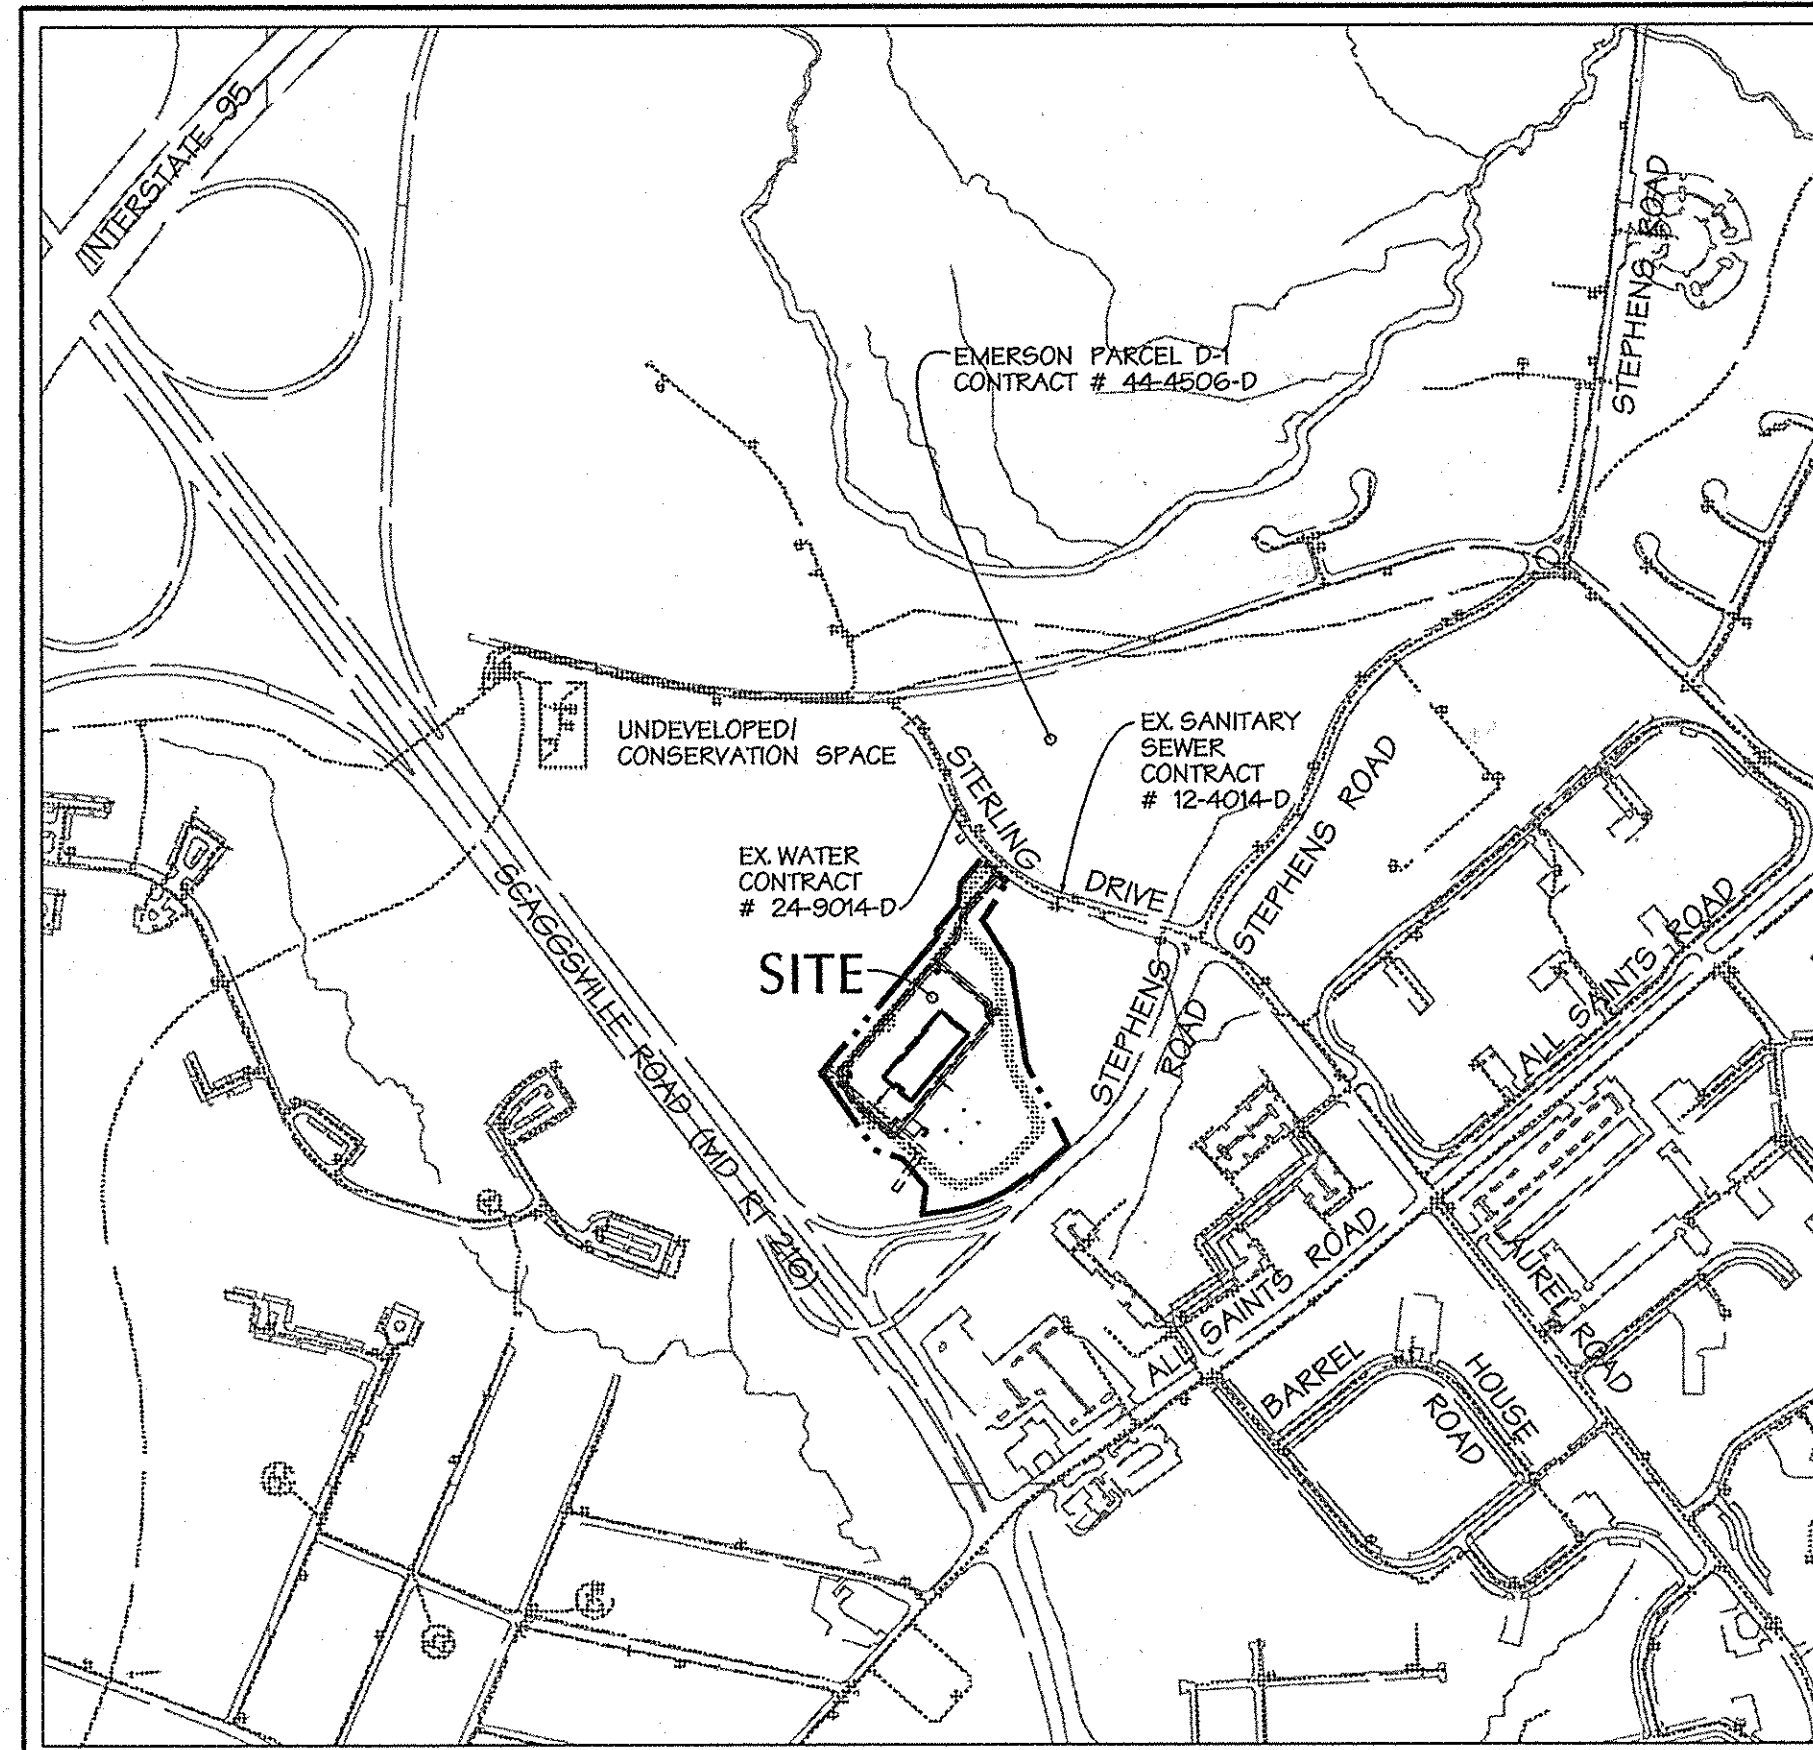 INTERSTATE 95
STEPHENS ROAD
EMERSON PARCEL D-1
CONTRACT # 44-4506-D
UNDEVELOPED/
CONSERVATION SPACE
EX. SANITARY
SEWER
CONTRACT
# 12-4014-D
STERLING
DRIVE
STEPHENS ROAD
EX. WATER
CONTRACT
# 24-9014-D
SITE
SCAGGSVILLE ROAD (MD RT 216)
STEPHENS
ROAD
ALL SAINTS ROAD
ALL SAINTS ROAD
LAUREL ROAD
BARREL
HOUSE
ROAD